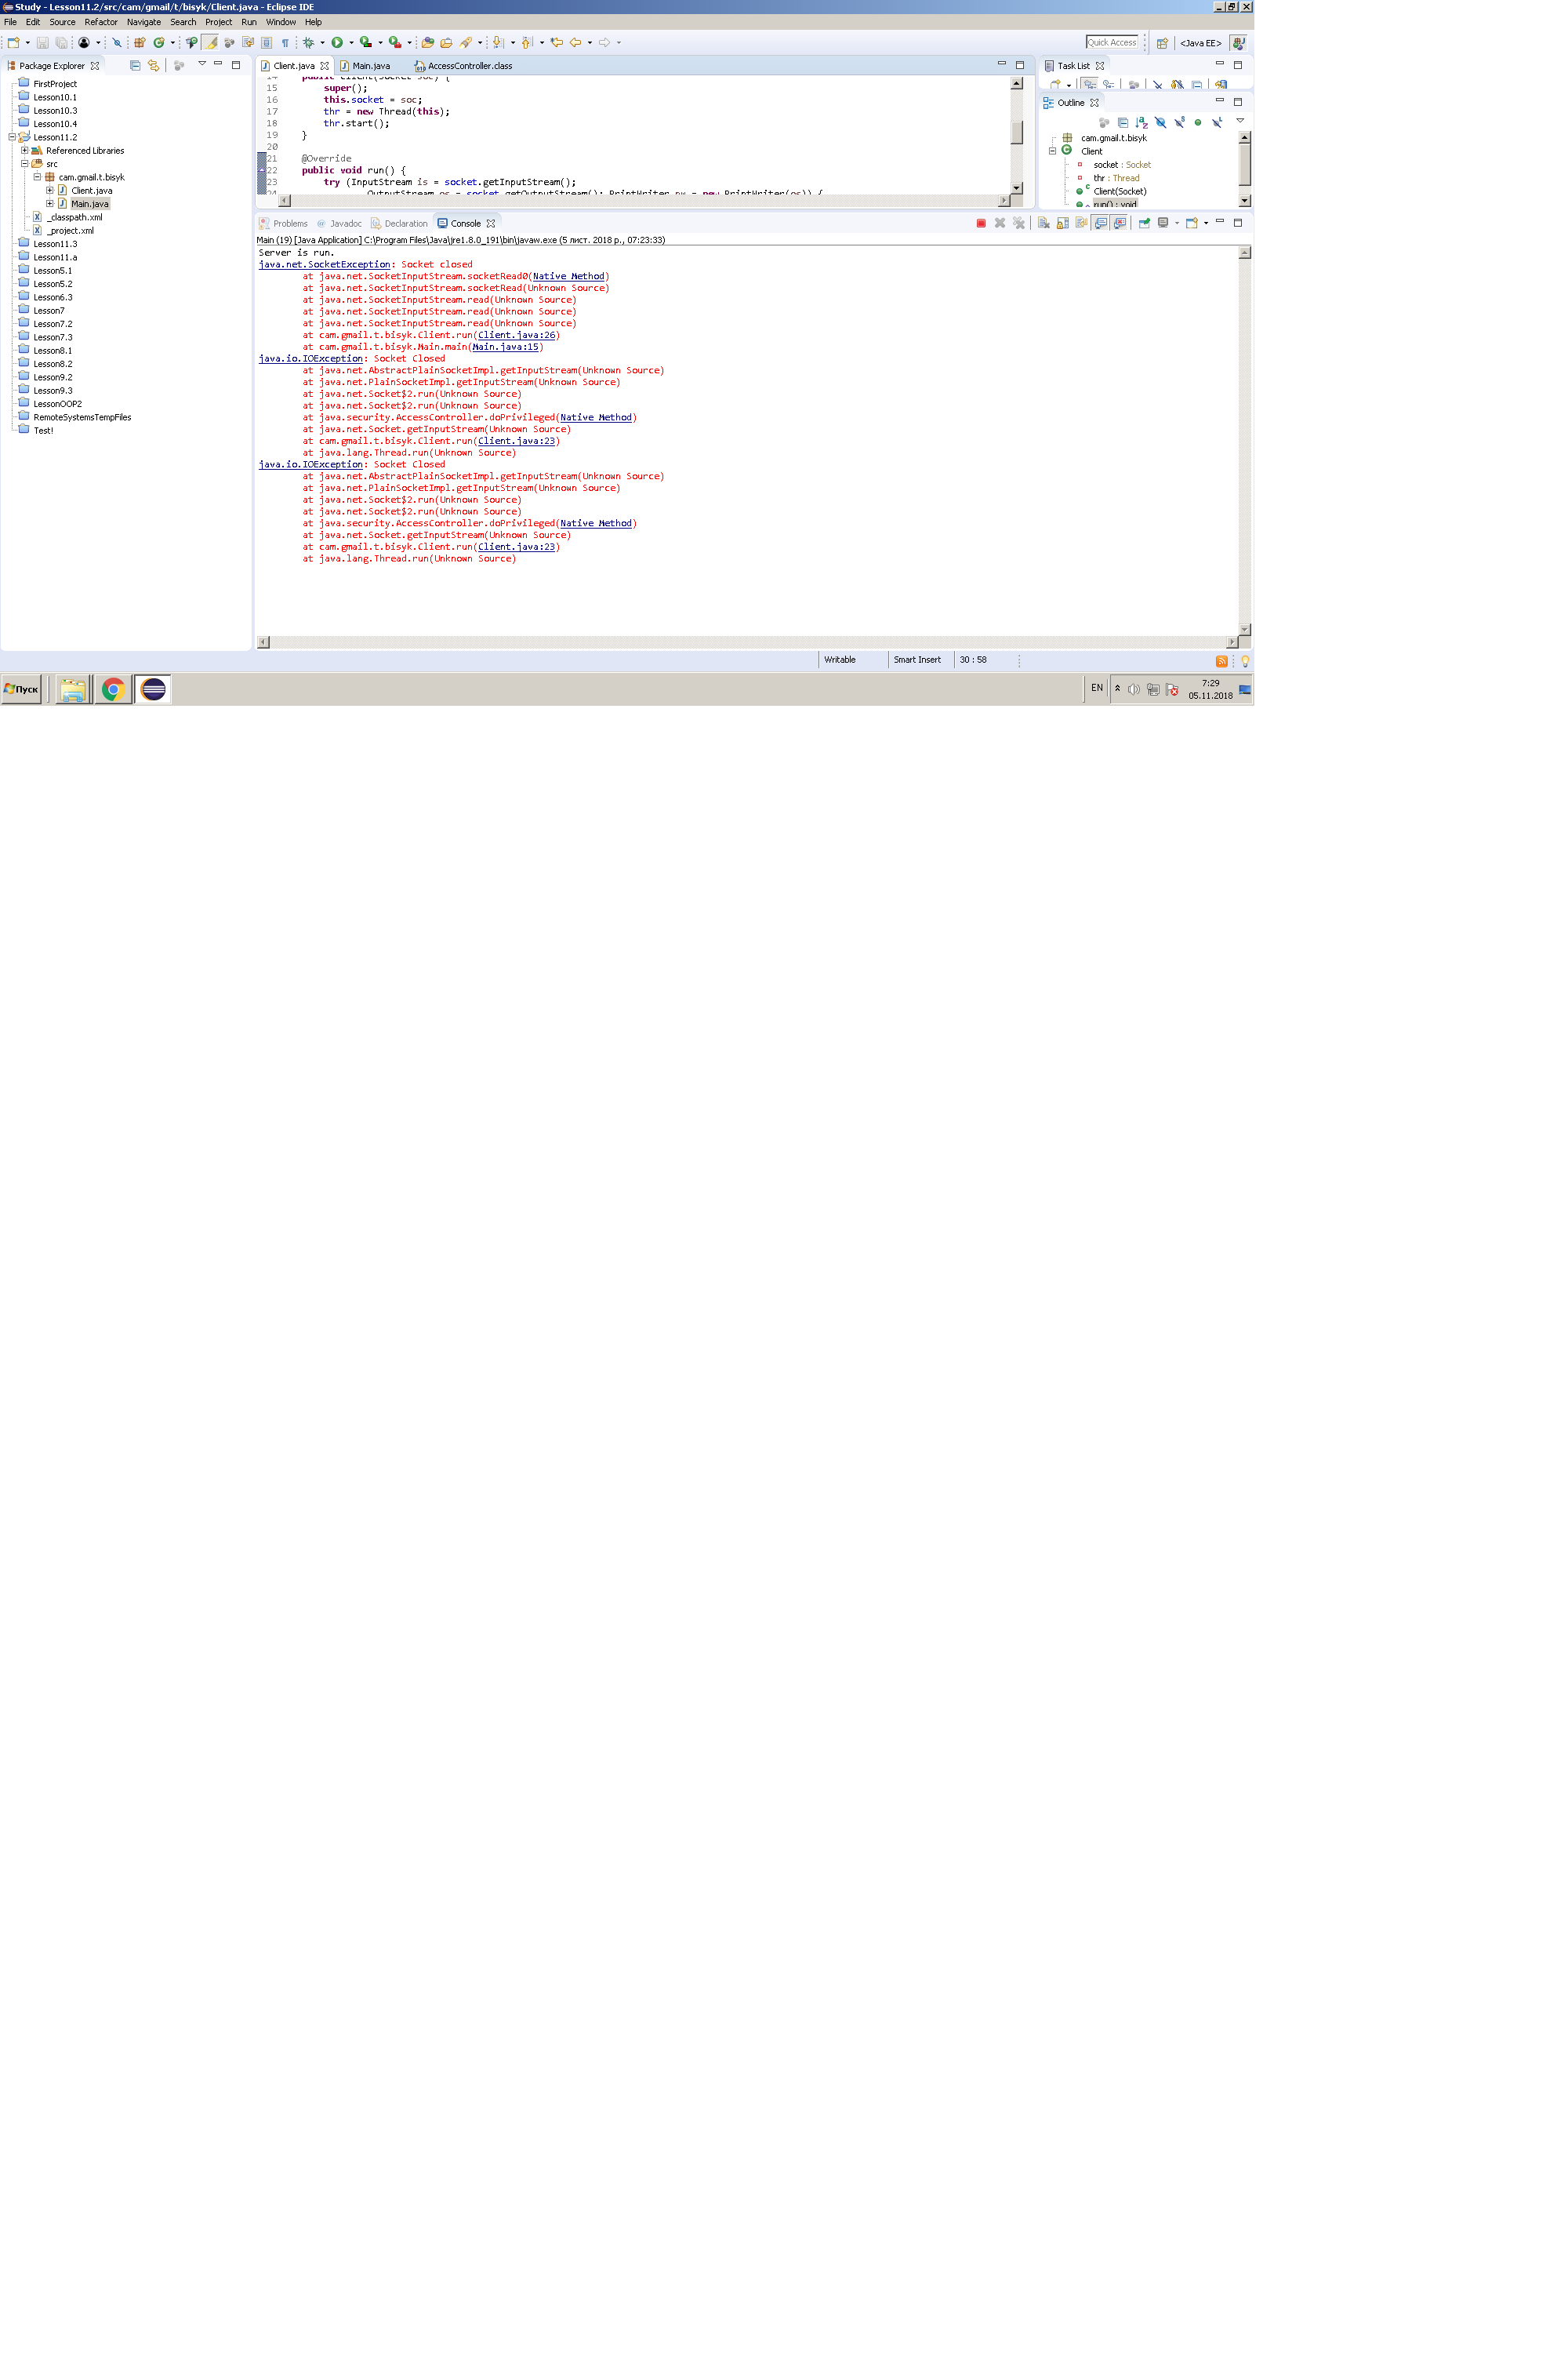 Study - Lesson11.2/src/cam/gmail/t/bisyk/Client.java - Eclipse IDE
File Edit Source Refactor Navigate Search Project Run Window Help
Quick Access
<Java EE>
Package Explorer
FirstProject
Lesson10.1
Lesson10.3
Lesson10.4
Lesson11.2
Referenced Libraries
src
cam.gmail.t.bisyk
Client.java
Main.java
_classpath.xml
_project.xml
Lesson11.3
Lesson11.a
Lesson5.1
Lesson5.2
Lesson6.3
Lesson7
Lesson7.2
Lesson7.3
Lesson8.1
Lesson8.2
Lesson9.2
Lesson9.3
LessonOOP2
RemoteSystemsTempFiles
Test!
Client.java Main.java AccessController.class
14 public Client(Socket soc) {
15 super();
16 this.socket = soc;
17 thr = new Thread(this);
18 thr.start();
19 }
20
21 @Override
22 public void run() {
23 try (InputStream is = socket.getInputStream();
24 OutputStream os = socket.getOutputStream(); PrintWriter pw = new PrintWriter(os)) {
Task List
Outline
cam.gmail.t.bisyk
Client
socket : Socket
thr : Thread
Client(Socket)
run() : void
Problems Javadoc Declaration Console
Main (19) [Java Application] C:\Program Files\Java\jre1.8.0_191\bin\javaw.exe (5 лист. 2018 р., 07:23:33)
Server is run.
java.net.SocketException: Socket closed
at java.net.SocketInputStream.socketRead0(Native Method)
at java.net.SocketInputStream.socketRead(Unknown Source)
at java.net.SocketInputStream.read(Unknown Source)
at java.net.SocketInputStream.read(Unknown Source)
at java.net.SocketInputStream.read(Unknown Source)
at cam.gmail.t.bisyk.Client.run(Client.java:26)
at cam.gmail.t.bisyk.Main.main(Main.java:15)
java.io.IOException: Socket Closed
at java.net.AbstractPlainSocketImpl.getInputStream(Unknown Source)
at java.net.PlainSocketImpl.getInputStream(Unknown Source)
at java.net.Socket$2.run(Unknown Source)
at java.net.Socket$2.run(Unknown Source)
at java.security.AccessController.doPrivileged(Native Method)
at java.net.Socket.getInputStream(Unknown Source)
at cam.gmail.t.bisyk.Client.run(Client.java:23)
at java.lang.Thread.run(Unknown Source)
java.io.IOException: Socket Closed
at java.net.AbstractPlainSocketImpl.getInputStream(Unknown Source)
at java.net.PlainSocketImpl.getInputStream(Unknown Source)
at java.net.Socket$2.run(Unknown Source)
at java.net.Socket$2.run(Unknown Source)
at java.security.AccessController.doPrivileged(Native Method)
at java.net.Socket.getInputStream(Unknown Source)
at cam.gmail.t.bisyk.Client.run(Client.java:23)
at java.lang.Thread.run(Unknown Source)
Writable Smart Insert 30 : 58
Пуск
EN
7:29
05.11.2018